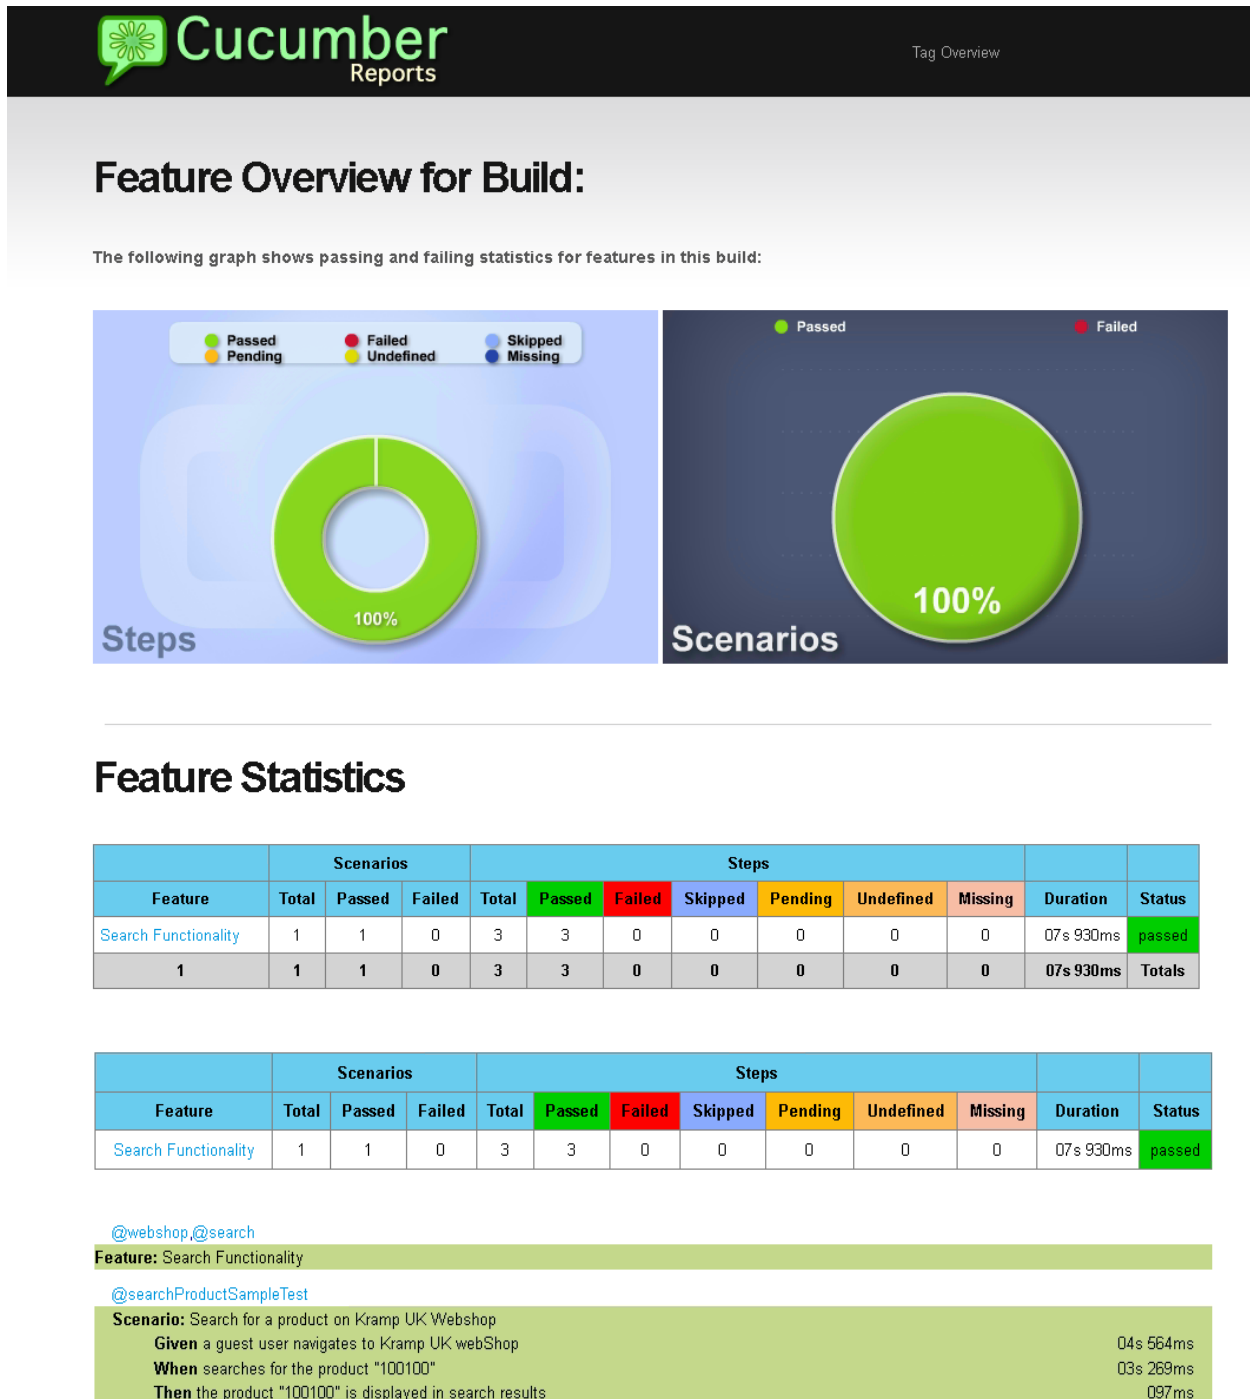 Cucumber
Reports
Tag Overview
Feature Overview for Build:
The following graph shows passing and failing statistics for features in this build:
Passed Failed Skipped
Pending Undefined Missing
100%
Steps
Passed Failed
100%
Scenarios
Feature Statistics
Scenarios Steps
Feature Total Passed Failed Total Passed Failed Skipped Pending Undefined Missing Duration Status
Search Functionality 1 1 0 3 3 0 0 0 0 0 07s 930ms passed
1 1 1 0 3 3 0 0 0 0 0 07s 930ms Totals
Scenarios Steps
Feature Total Passed Failed Total Passed Failed Skipped Pending Undefined Missing Duration Status
Search Functionality 1 1 0 3 3 0 0 0 0 0 07s 930ms passed
@webshop,@search
Feature: Search Functionality
@searchProductSampleTest
Scenario: Search for a product on Kramp UK Webshop
Given a guest user navigates to Kramp UK webShop 04s 564ms
When searches for the product "100100" 03s 269ms
Then the product "100100" is displayed in search results 097ms